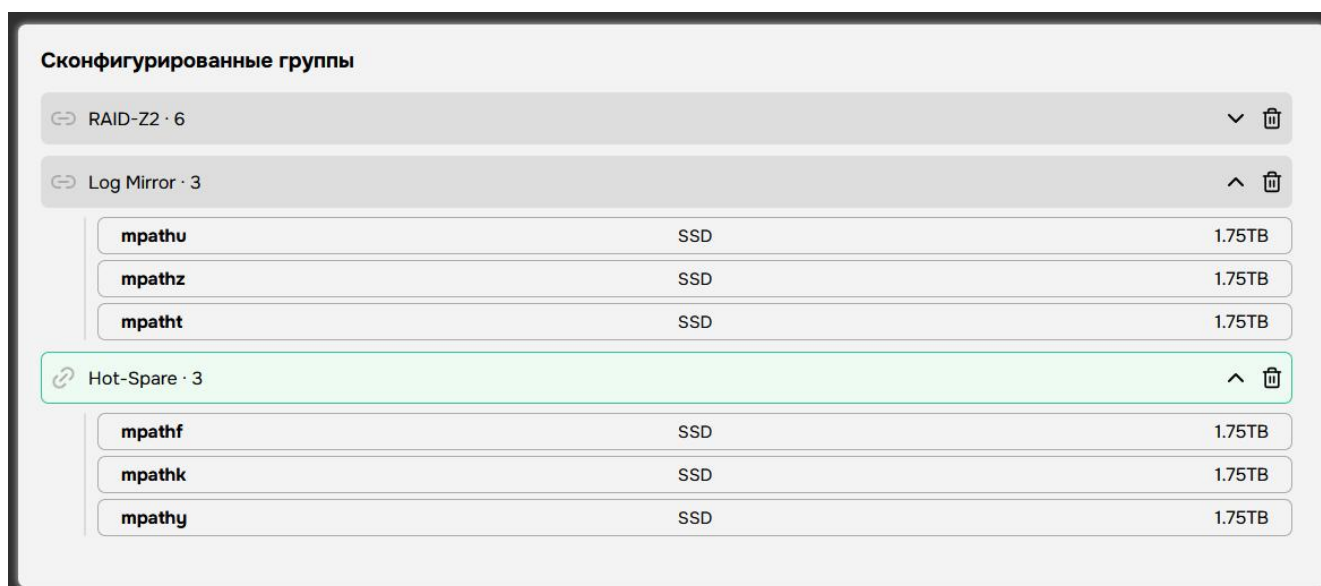 Сконфигурированные группы
RAID-Z2 · 6
Log Mirror · 3
mpathu SSD 1.75TB
mpathz SSD 1.75TB
mpatht SSD 1.75TB
Hot-Spare · 3
mpathf SSD 1.75TB
mpathk SSD 1.75TB
mpathy SSD 1.75TB